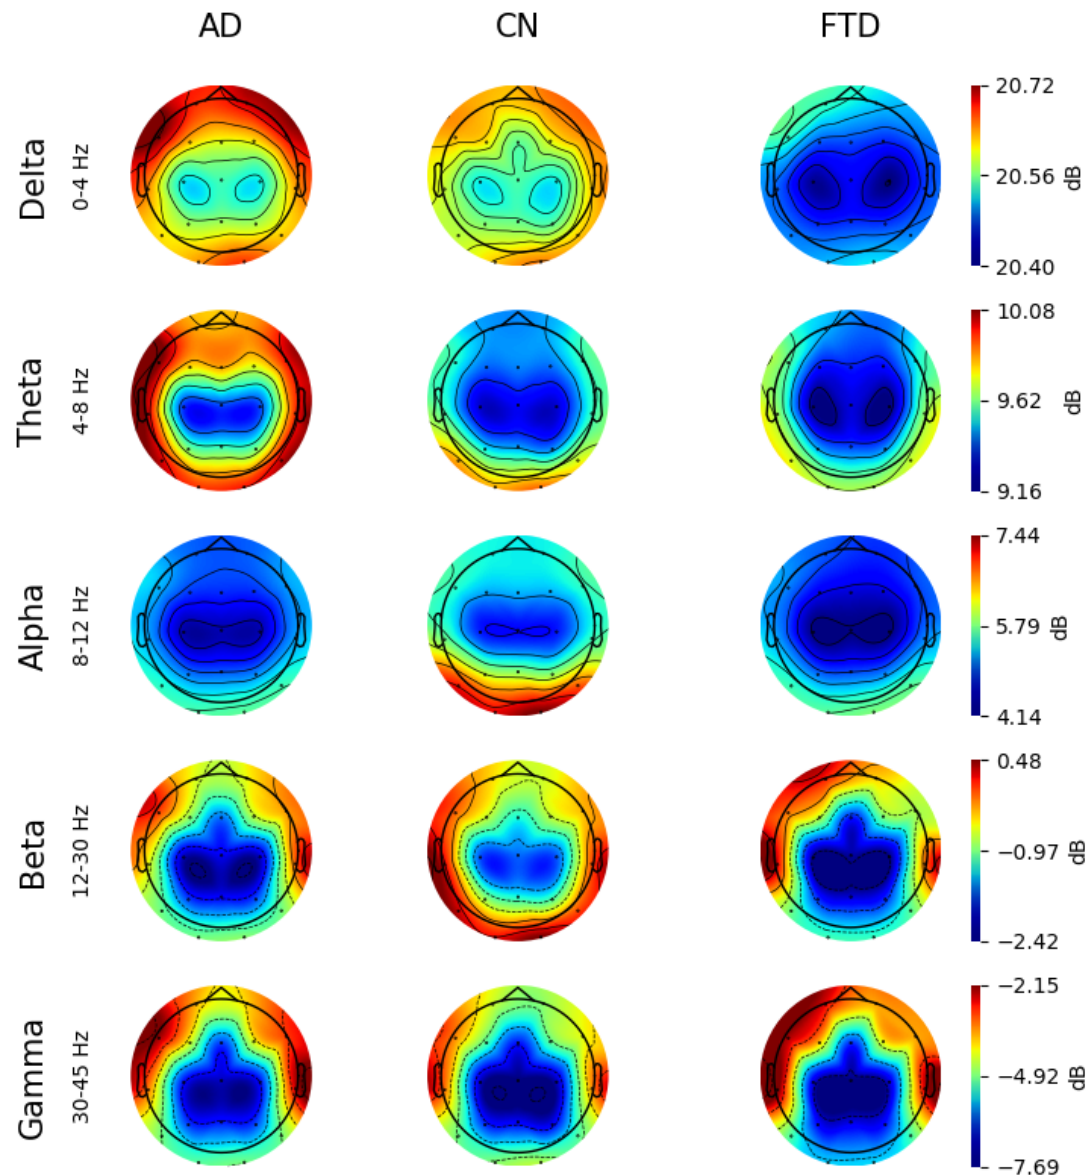 AD CN FTD
Delta
0-4 Hz
20.72
20.56
20.40
dB
Theta
4-8 Hz
10.08
9.62
9.16
dB
Alpha
8-12 Hz
7.44
5.79
4.14
dB
Beta
12-30 Hz
0.48
−0.97
−2.42
dB
Gamma
30-45 Hz
−2.15
−4.92
−7.69
dB